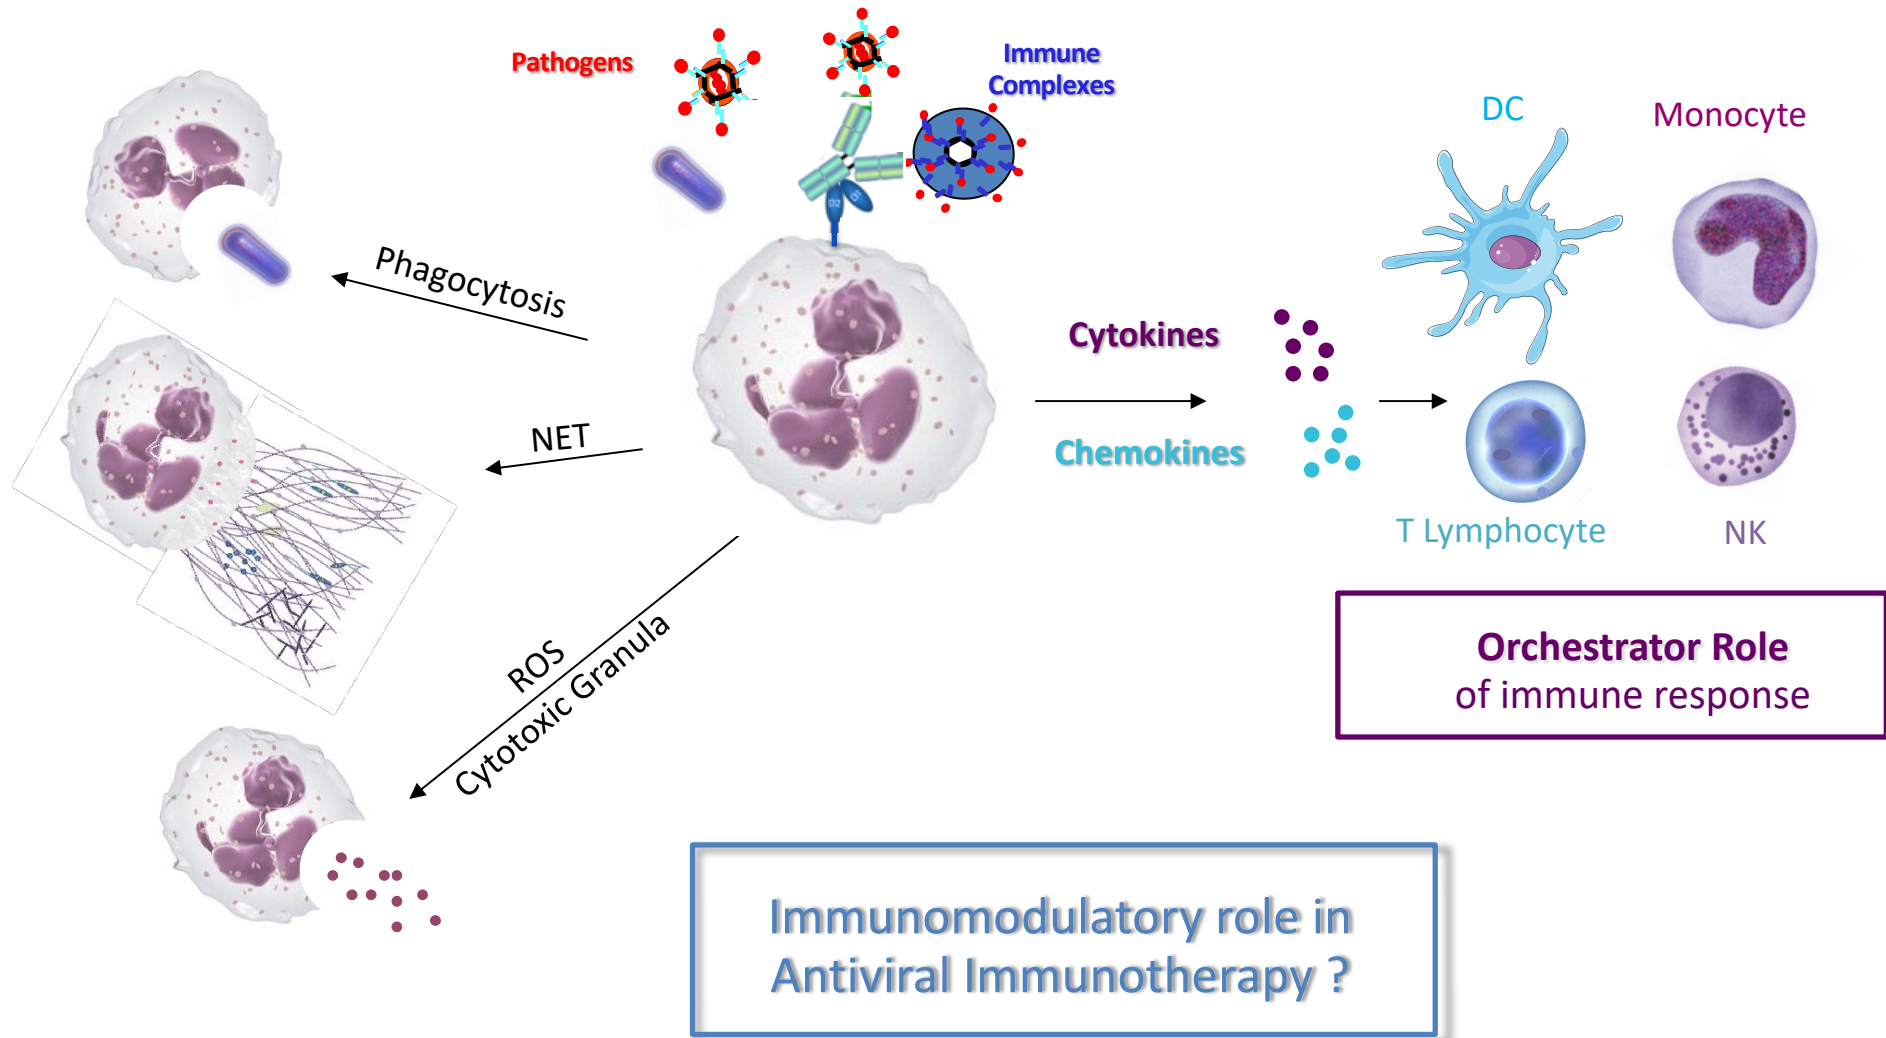 Pathogens
Immune
Complexes
DC
Monocyte
D2
Phagocytosis
Cytokines
NET
Chemokines
T Lymphocyte
NK
ROS
Cytotoxic Granula
Orchestrator Role
of immune response
Immunomodulatory role in
Antiviral Immunotherapy ?